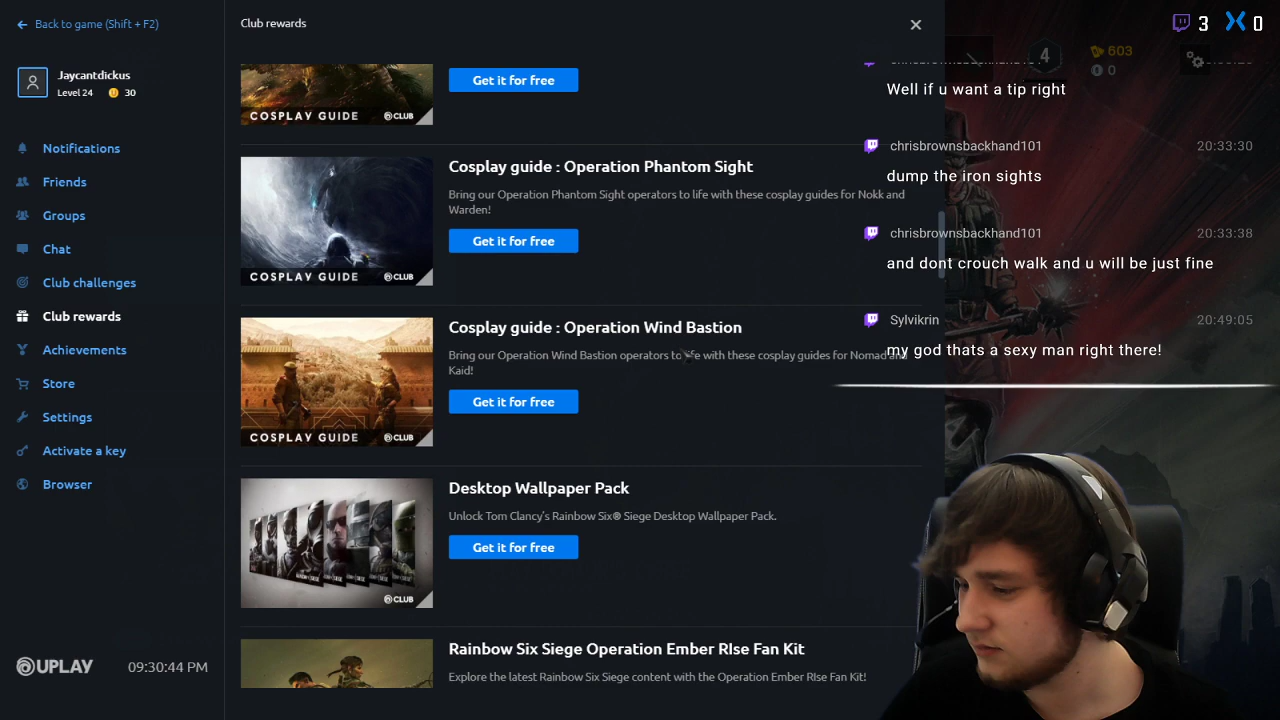 Back to game (Shift + F2)
Jaycantdickus
Level 24
30
Notifications
Friends
Groups
Chat
Club challenges
Club rewards
Achievements
Store
Settings
Activate a key
Browser
UPLAY
09:30:44 PM
Club rewards
COSPLAY GUIDE
CLUB
Get it for free
COSPLAY GUIDE
CLUB
Cosplay guide : Operation Phantom Sight
Bring our Operation Phantom Sight operators to life with these cosplay guides for Nokk and
Warden!
Get it for free
COSPLAY GUIDE
CLUB
Cosplay guide : Operation Wind Bastion
Bring our Operation Wind Bastion operators to life with these cosplay guides for Nomad and
Kaid!
Get it for free
CLUB
Desktop Wallpaper Pack
Unlock Tom Clancy's Rainbow Six® Siege Desktop Wallpaper Pack.
Get it for free
Rainbow Six Siege Operation Ember RIse Fan Kit
Explore the latest Rainbow Six Siege content with the Operation Ember RIse Fan Kit!
3
0
4
603
0
Well if u want a tip right
chrisbrownsbackhand101 20:33:30
dump the iron sights
chrisbrownsbackhand101 20:33:38
and dont crouch walk and u will be just fine
Sylvikrin 20:49:05
my god thats a sexy man right there!